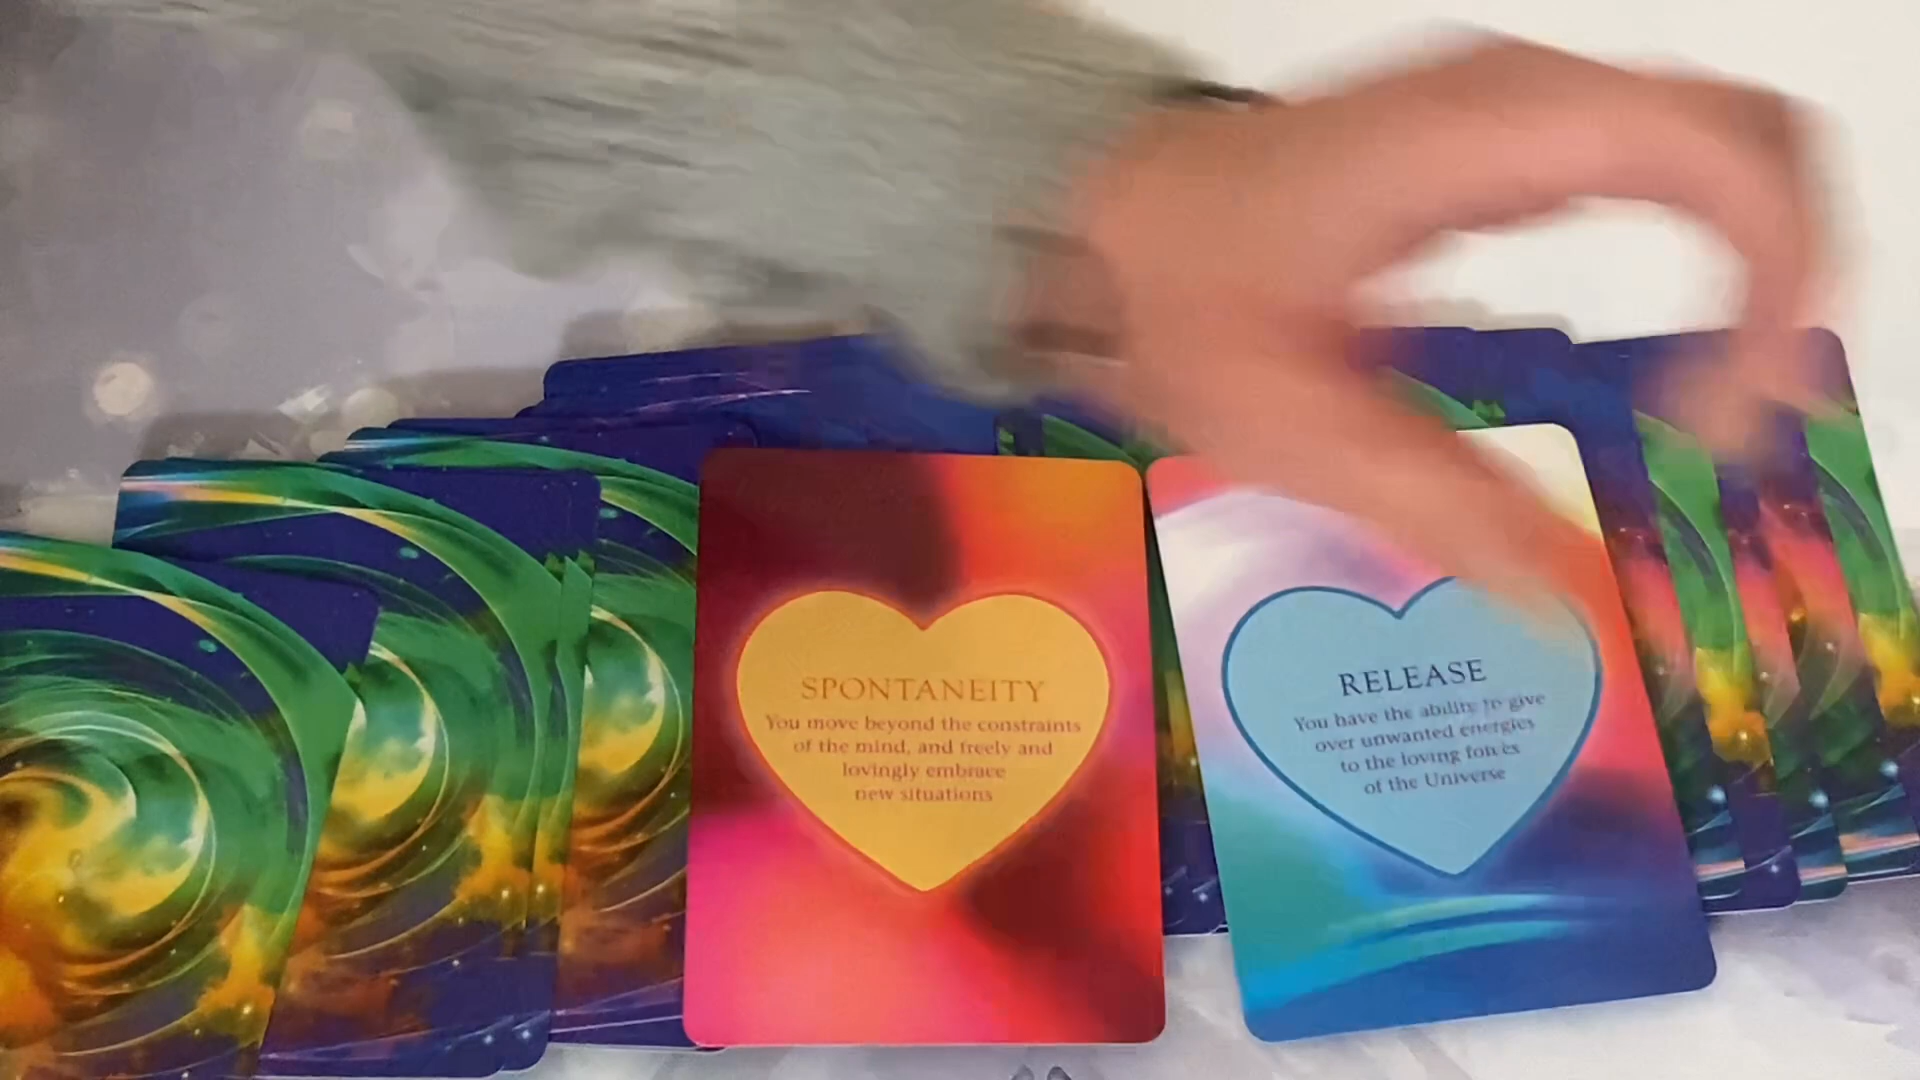 SPONTANEITY
You move beyond the constraints
of the mind, and freely and
lovingly embrace
new situations
RELEASE
You have the ability to give
over unwanted energies
to the loving forces
of the Universe